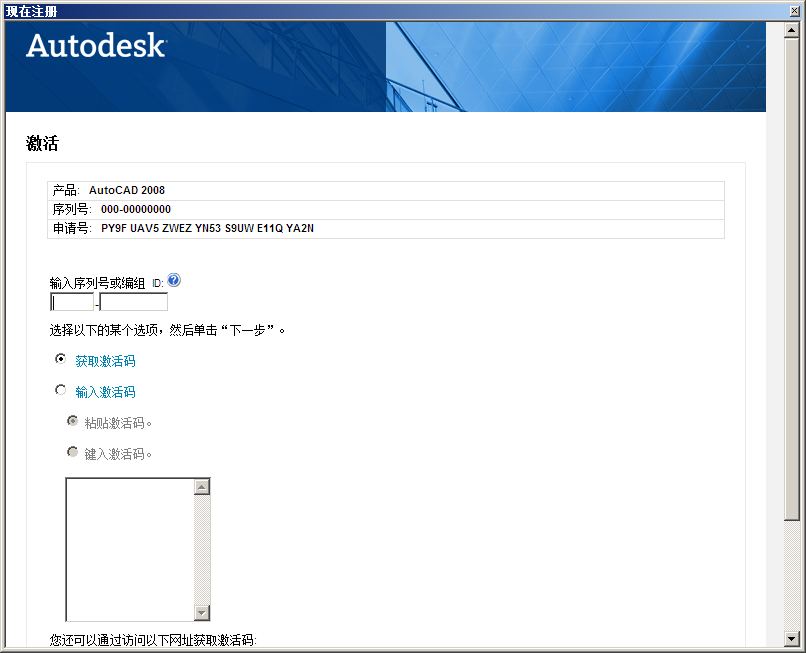 现在注册
Autodesk
激活
产品: AutoCAD 2008
序列号: 000-00000000
申请号: PY9F UAV5 ZWEZ YN53 S9UW E11Q YA2N
输入序列号或编组 ID: ?
-
选择以下的某个选项，然后单击“下一步”。
获取激活码
输入激活码
粘贴激活码。
键入激活码。
您还可以通过访问以下网址获取激活码: